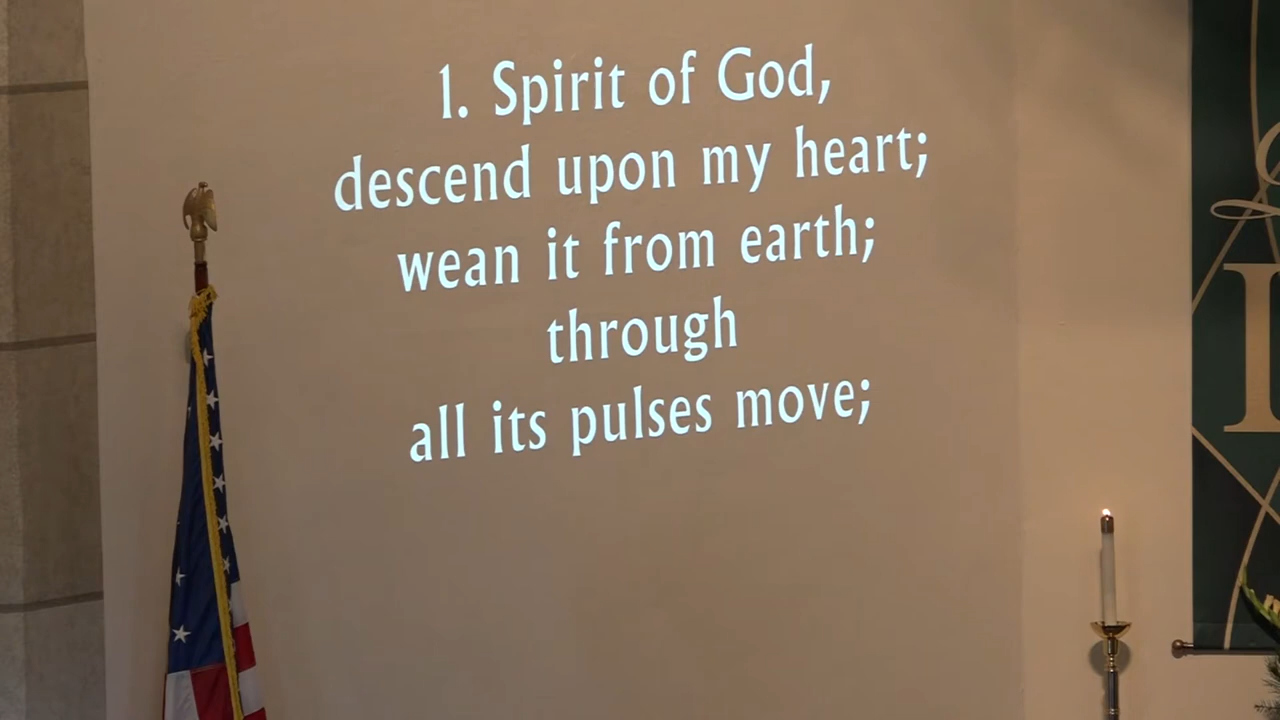 1. Spirit of God,
descend upon my heart;
wean it from earth;
through
all its pulses move;